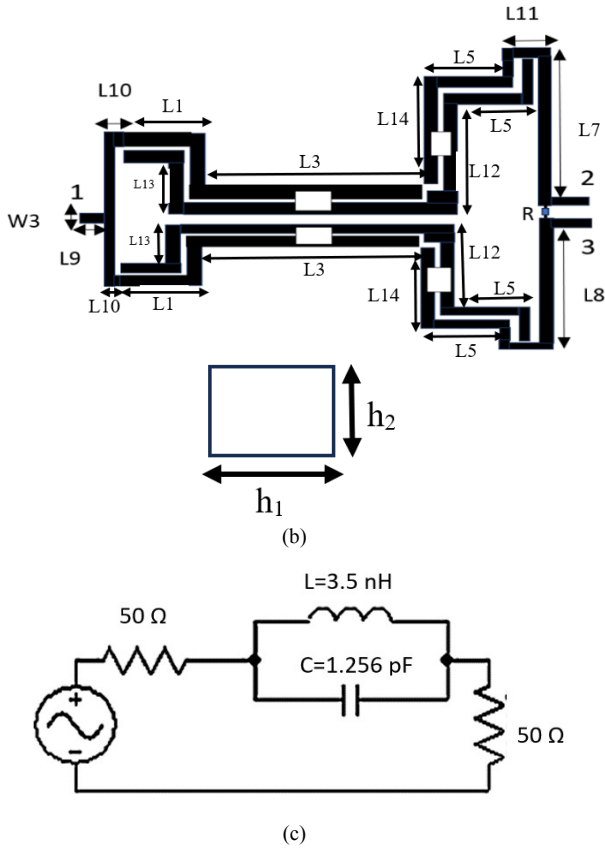 L11
L10
L1
L5
L14
L5
L7
L3
L12
L13
1
2
W3
R
3
L9
L13
L3
L12
L14
L5
L8
L10
L1
L5
h₂
h₁
(b)
L=3.5 nH
50 Ω
C=1.256 pF
+
−
50 Ω
(c)